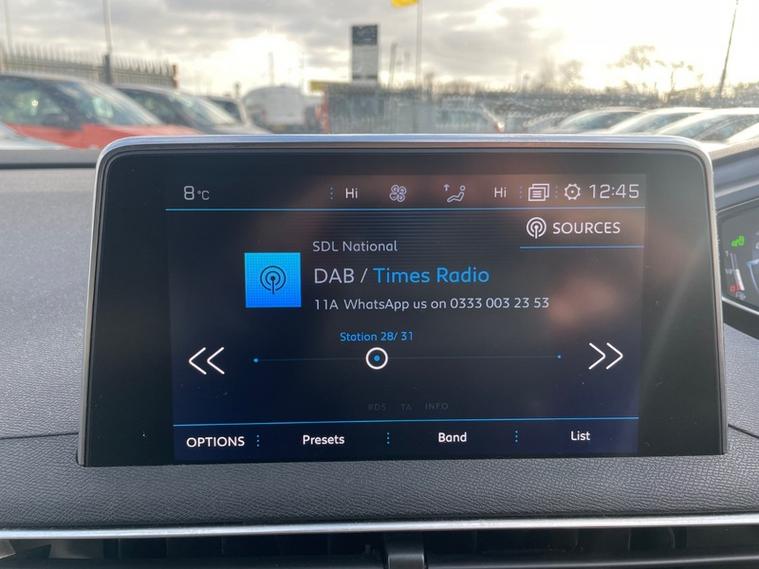 8°C Hi Hi 12:45
SOURCES
SDL National
DAB / Times Radio
11A WhatsApp us on 0333 003 23 53
Station 28/ 31
RDS TA INFO
OPTIONS Presets Band List